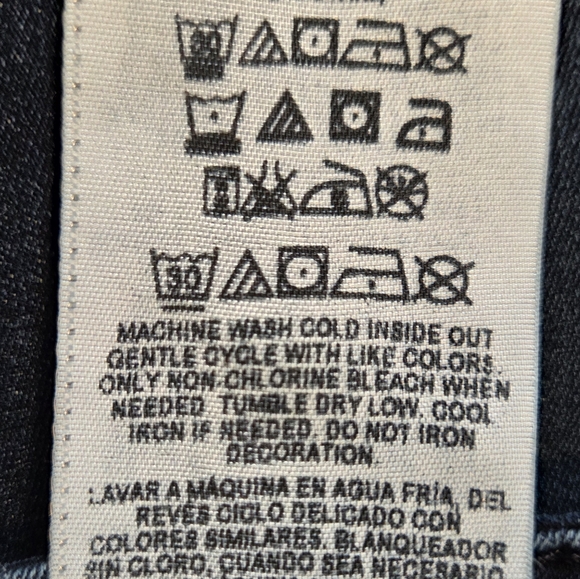 30
MACHINE WASH COLD INSIDE OUT
GENTLE CYCLE WITH LIKE COLORS.
ONLY NON-CHLORINE BLEACH WHEN
NEEDED. TUMBLE DRY LOW. COOL
IRON IF NEEDED. DO NOT IRON
DECORATION.
LAVAR A MÁQUINA EN AGUA FRÍA, DEL
REVÉS CICLO DELICADO CON
COLORES SIMILARES. BLANQUEADOR
SIN CLORO, CUANDO SEA NECESARIO